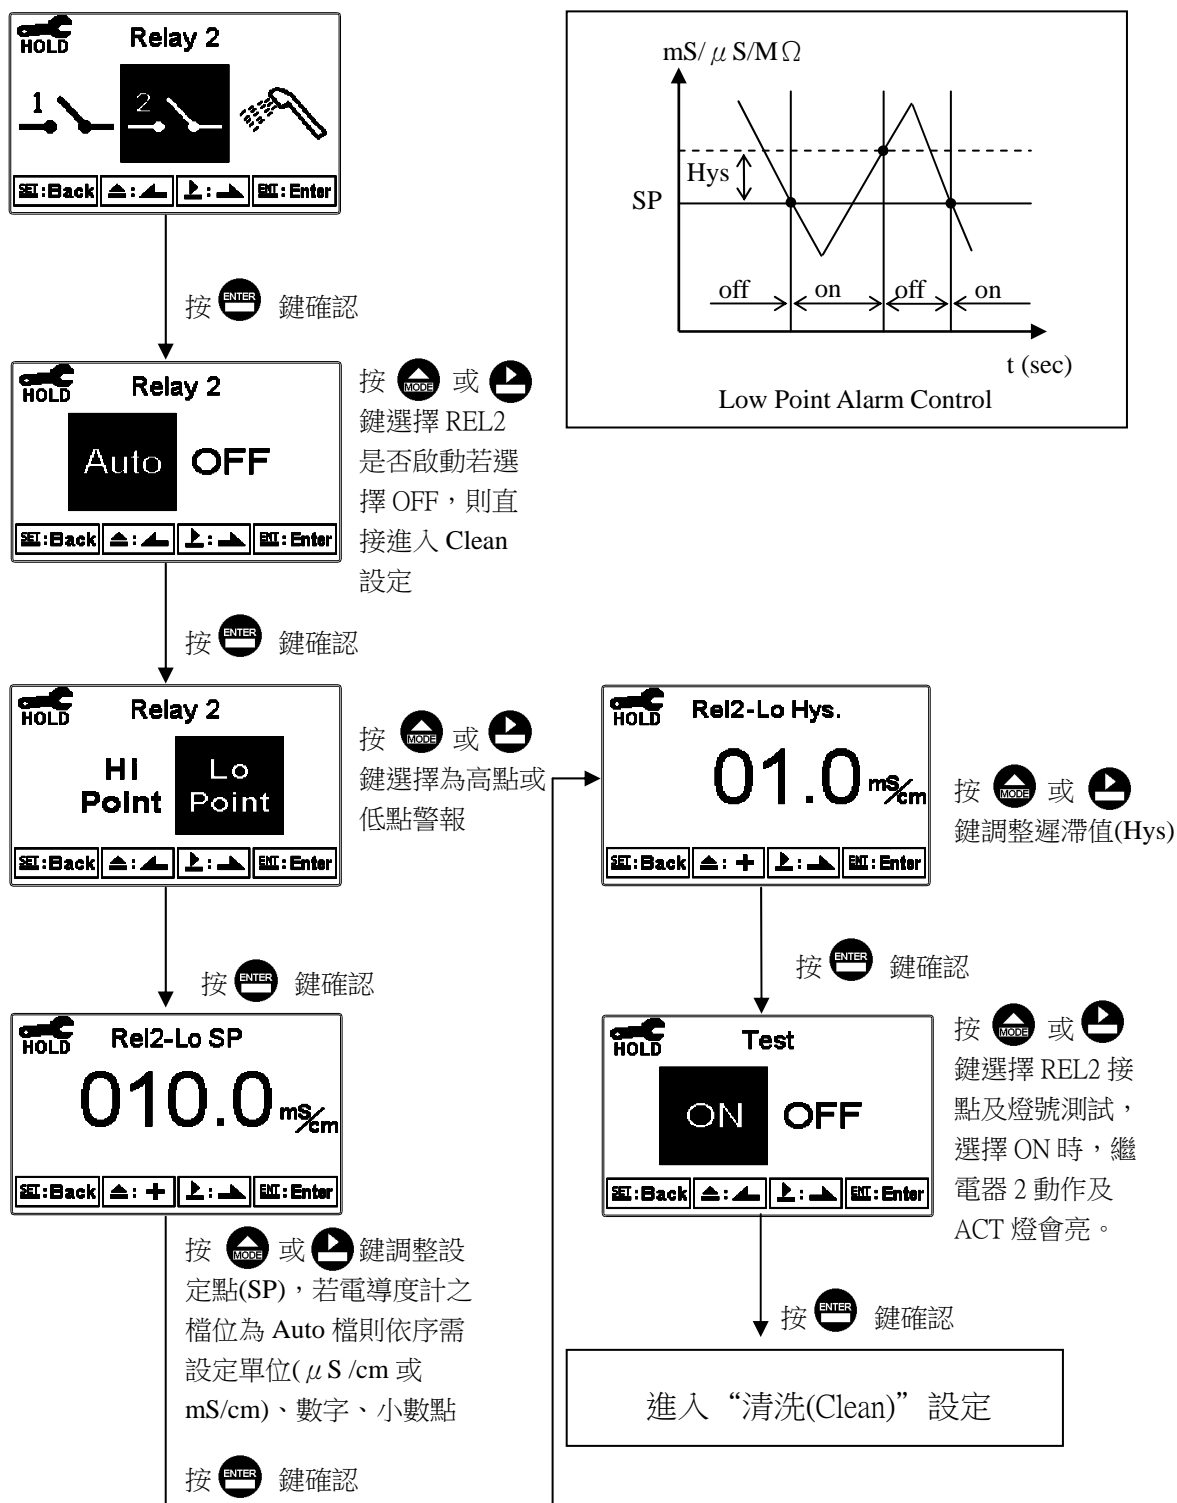 HOLD
Relay 2
1
2
SET:Back
:
:
ENT:Enter
按 ENTER 鍵確認
HOLD
Relay 2
Auto OFF
SET:Back
:
:
ENT:Enter
按 MODE 或
鍵選擇 REL2
是否啟動若選
擇 OFF，則直
接進入 Clean
設定
按 ENTER 鍵確認
HOLD
Relay 2
HI Lo
Point Point
SET:Back
:
:
ENT:Enter
按 MODE 或
鍵選擇為高點或
低點警報
按 ENTER 鍵確認
HOLD
Rel2-Lo SP
010.0 mS/cm
SET:Back
: +
:
ENT:Enter
按 MODE 或 鍵調整設
定點(SP)，若電導度計之
檔位為 Auto 檔則依序需
設定單位(μS /cm 或
mS/cm)、數字、小數點
按 ENTER 鍵確認
mS/μS/MΩ
Hys
SP
off on off on
t (sec)
Low Point Alarm Control
HOLD
Rel2-Lo Hys.
01.0 mS/cm
SET:Back
: +
:
ENT:Enter
按 MODE 或
鍵調整遲滯值(Hys)
按 ENTER 鍵確認
HOLD
Test
ON OFF
SET:Back
:
:
ENT:Enter
按 MODE 或
鍵選擇 REL2 接
點及燈號測試，
選擇 ON 時，繼
電器 2 動作及
ACT 燈會亮。
按 ENTER 鍵確認
進入“清洗(Clean)”設定